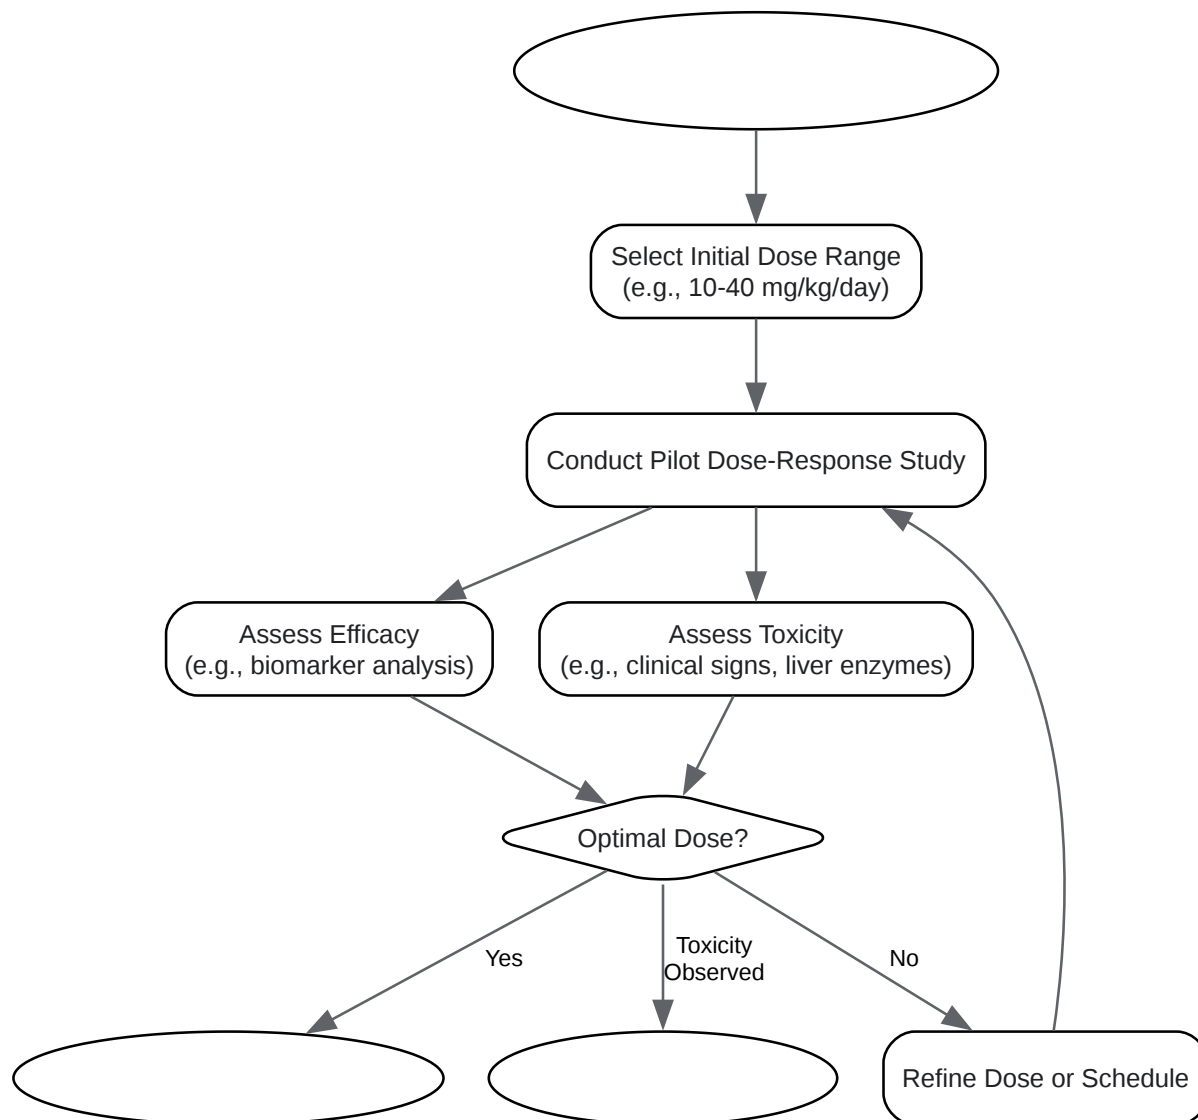 Select Initial Dose Range
(e.g., 10-40 mg/kg/day)
Conduct Pilot Dose-Response Study
Assess Efficacy
(e.g., biomarker analysis)
Assess Toxicity
(e.g., clinical signs, liver enzymes)
Optimal Dose?
Yes
Toxicity
Observed
No
Refine Dose or Schedule